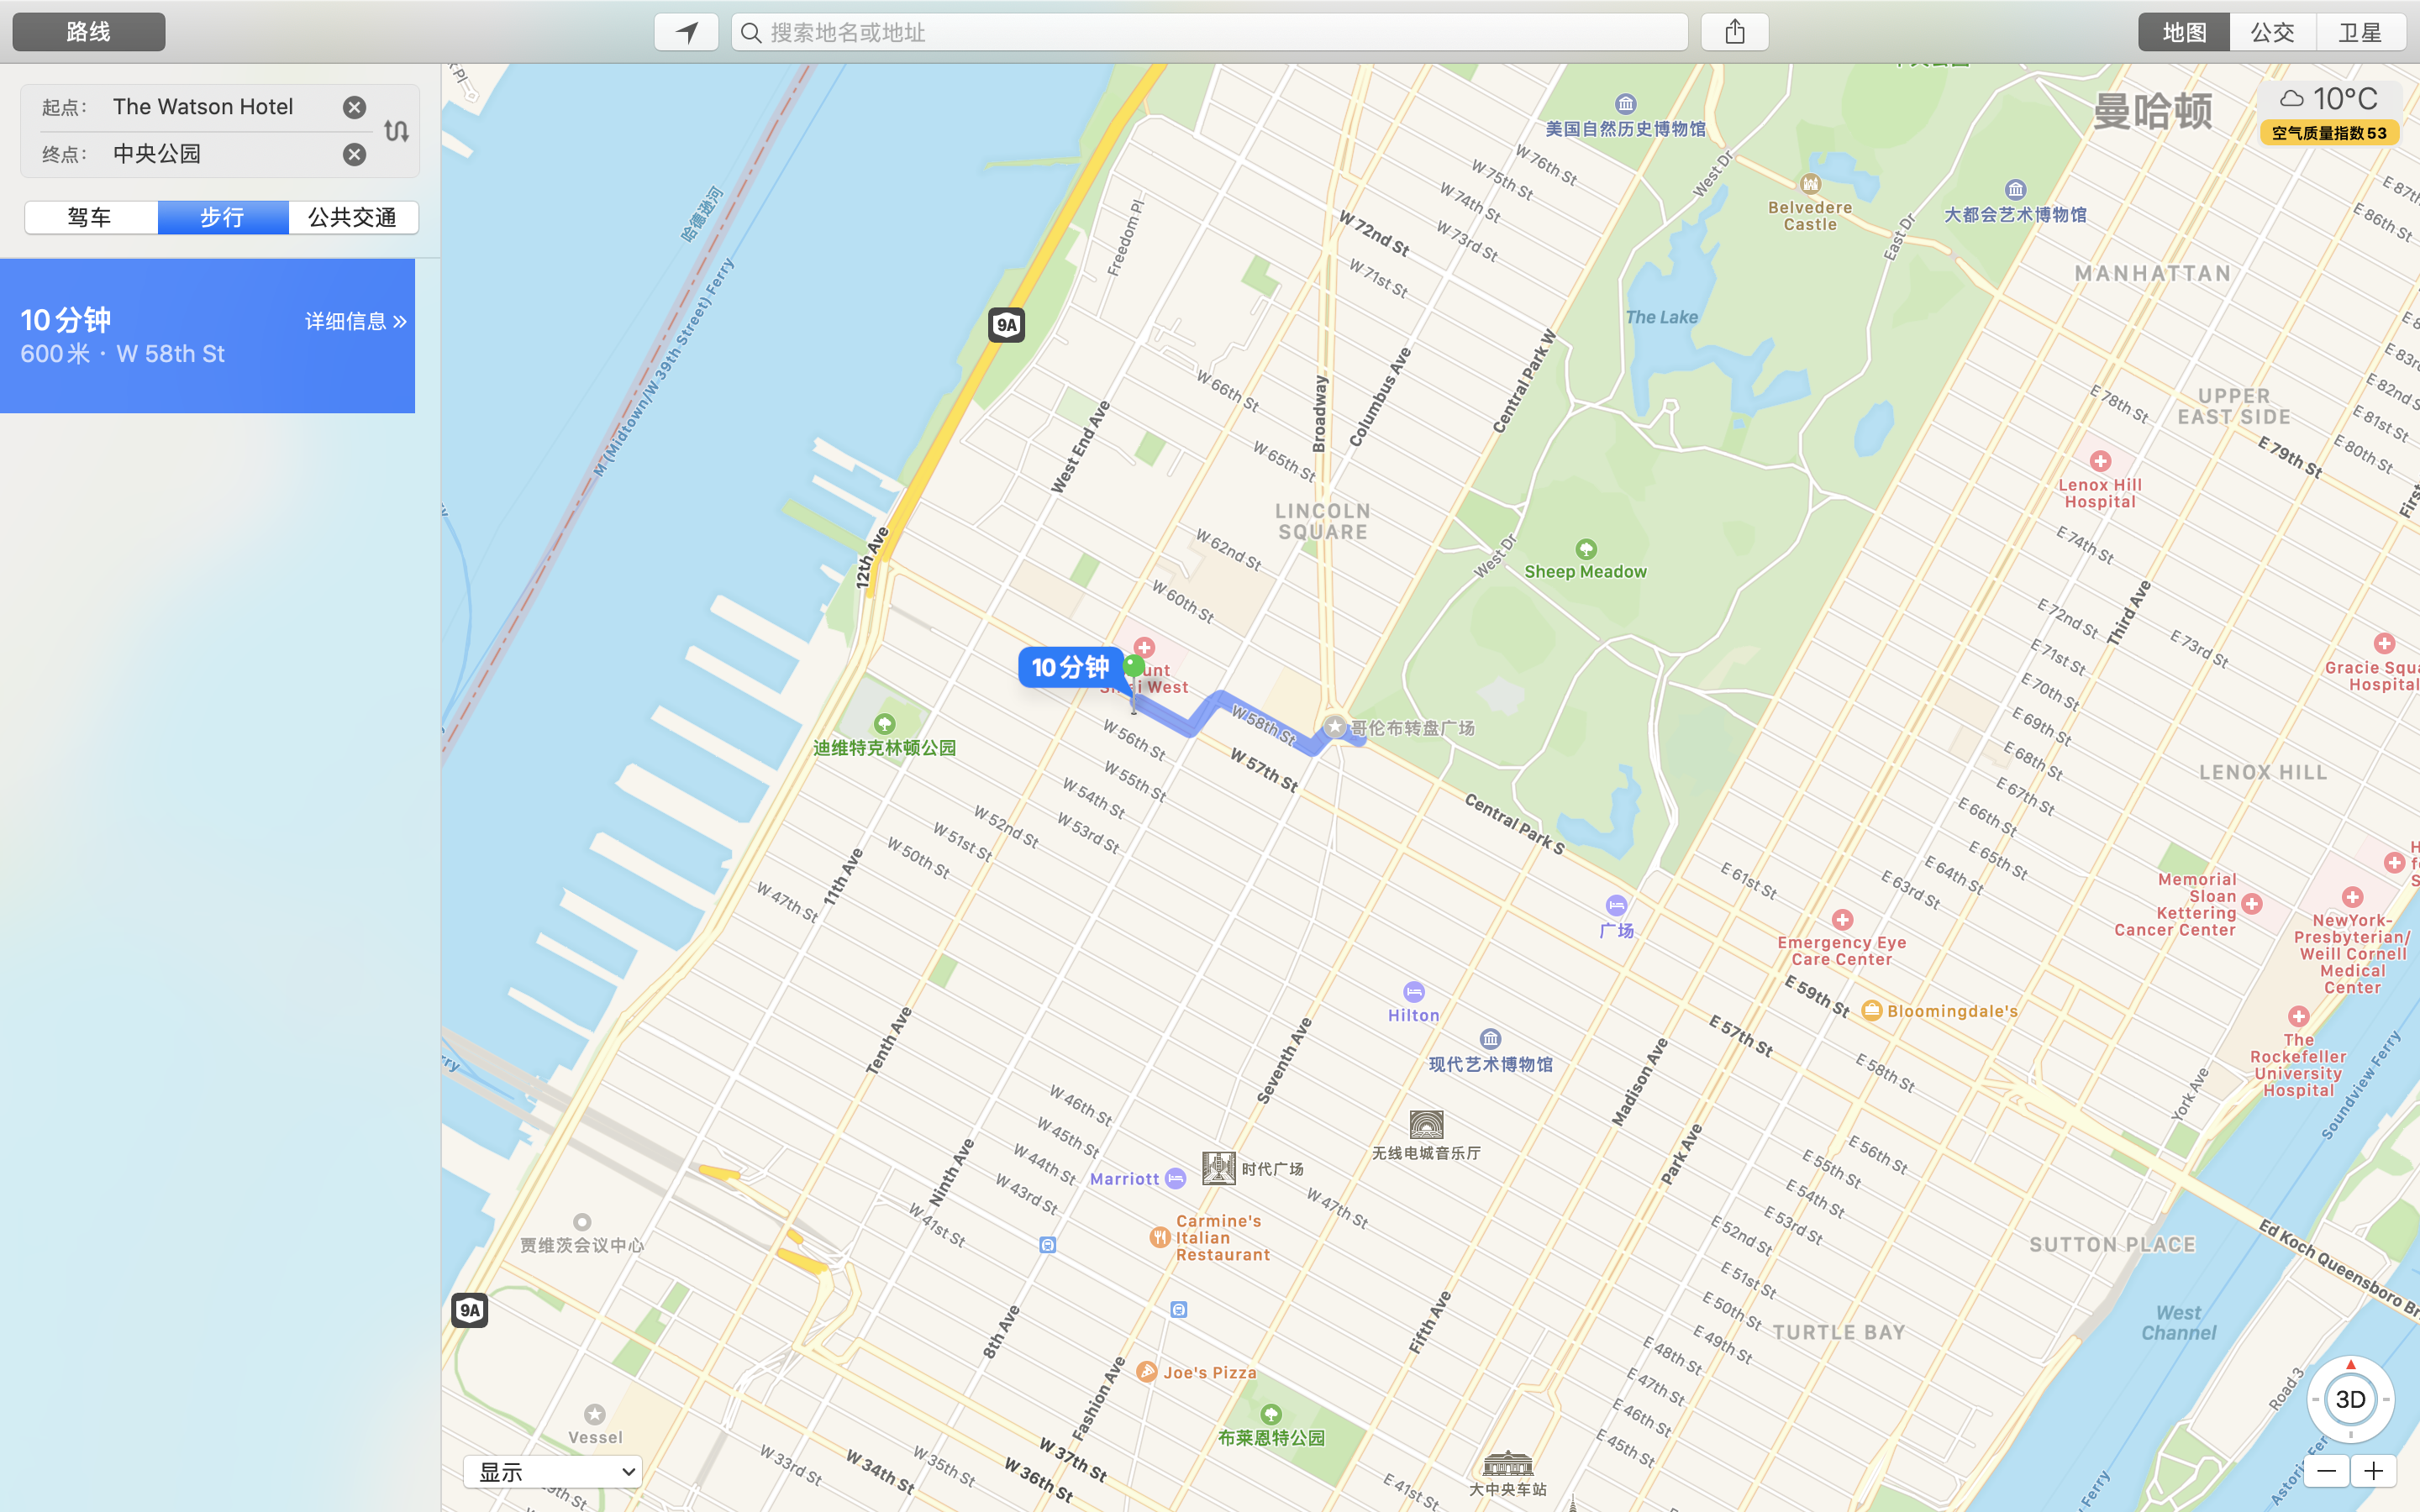 路线
搜索地名或地址
地图
公交
卫星
起点： The Watson Hotel
终点： 中央公园
驾车
步行
公共交通
10 分钟
详细信息 »
600 米 · W 58th St
曼哈顿
10°C
空气质量指数 53
美国自然历史博物馆
Belvedere
Castle
大都会艺术博物馆
MANHATTAN
UPPER
EAST SIDE
The Lake
哈德逊河
M (Midtown/W 39th Street) Ferry
Freedom Pl
West Dr
East Dr
W 76th St
W 75th St
W 74th St
W 73rd St
W 72nd St
W 71st St
W 66th St
W 65th St
W 62nd St
W 60th St
9A
West End Ave
Broadway
Columbus Ave
Central Park W
LINCOLN
SQUARE
12th Ave
Sheep Meadow
West Dr
E 86th St
E 78th St
E 79th St
E 81st St
E 80th St
Lenox Hill
Hospital
E 74th St
E 72nd St
Third Ave
E 73rd St
E 71st St
E 70th St
E 69th St
E 68th St
E 67th St
E 66th St
E 65th St
E 64th St
E 63rd St
E 61st St
LENOX HILL
10 分钟
迪维特克林顿公园
W 58th St
哥伦布转盘广场
W 57th St
W 56th St
W 55th St
W 54th St
W 53rd St
W 52nd St
W 51st St
W 50th St
W 47th St
11th Ave
Central Park S
广场
Hilton
现代艺术博物馆
Emergency Eye
Care Center
E 59th St
Bloomingdale's
E 57th St
E 58th St
Memorial
Sloan
Kettering
Cancer Center
NewYork-
Presbyterian/
Weill Cornell
Medical
Center
The
Rockefeller
University
Hospital
York Ave
Soundview Ferry
Tenth Ave
Seventh Ave
Madison Ave
Park Ave
Ninth Ave
W 46th St
W 45th St
W 44th St
W 43rd St
W 41st St
W 47th St
无线电城音乐厅
时代广场
Marriott
Carmine's
Italian
Restaurant
贾维茨会议中心
9A
8th Ave
Fashion Ave
Fifth Ave
Joe's Pizza
E 56th St
E 55th St
E 54th St
E 53rd St
E 52nd St
E 51st St
E 50th St
E 49th St
E 48th St
E 47th St
E 46th St
E 45th St
SUTTON PLACE
TURTLE BAY
West
Channel
Road 3
Vessel
布莱恩特公园
大中央车站
E 41st St
W 37th St
W 36th St
W 35th St
W 34th St
W 33rd St
显示
3D